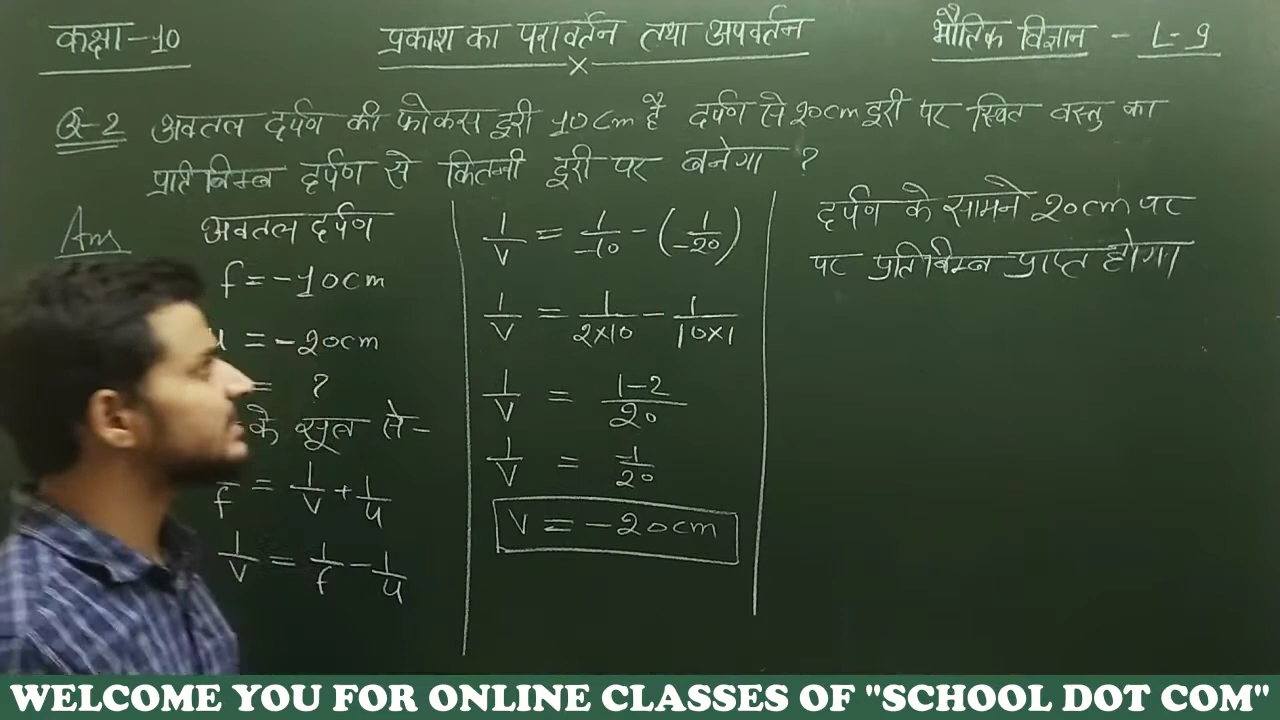 कक्षा-10
प्रकाश का परावर्तन तथा अपवर्तन
भौतिक विज्ञान - L-9
Q-2 अवतल दर्पण की फोकस दूरी 10cm है दर्पण से 20cm दूरी पर स्थित वस्तु का
प्रतिबिम्ब दर्पण से कितनी दूरी पर बनेगा ?
Ans
अवतल दर्पण
f = -10cm
u = -20cm
= ?
के सूत्र से-
1/f = 1/v + 1/u
1/v = 1/f - 1/u
1/v = 1/-10 - (1/-20)
1/v = 1/2×10 - 1/10×1
1/v = 1-2/20
1/v = -1/20
v = -20cm
दर्पण के सामने 20cm पर
पर प्रतिबिम्ब प्राप्त होगा
WELCOME YOU FOR ONLINE CLASSES OF "SCHOOL DOT COM"